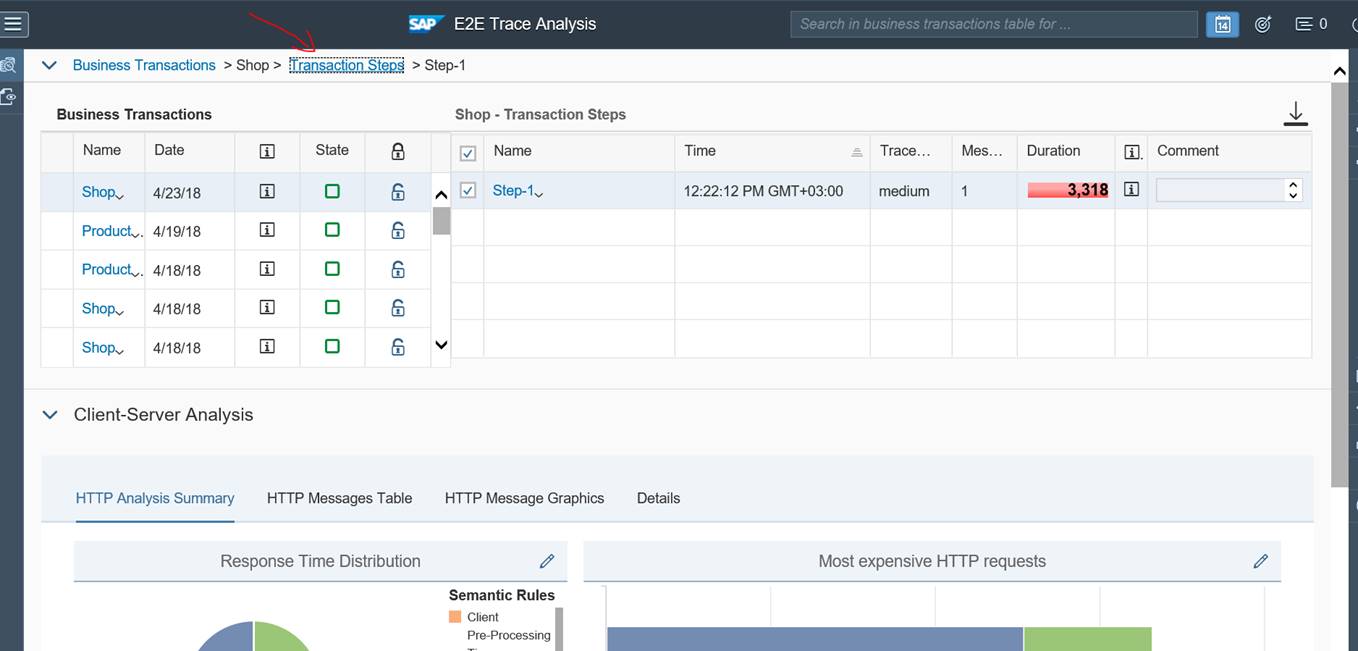 SAP E2E Trace Analysis Search in business transactions table for ... 14 0
Business Transactions > Shop > Transaction Steps > Step-1
Business Transactions
Name Date State
Shop 4/23/18
Product... 4/19/18
Product... 4/18/18
Shop 4/18/18
Shop 4/18/18
Shop - Transaction Steps
Name Time Trace... Mes... Duration Comment
Step-1 12:22:12 PM GMT+03:00 medium 1 3,318
Client-Server Analysis
HTTP Analysis Summary HTTP Messages Table HTTP Message Graphics Details
Response Time Distribution
Semantic Rules
Client
Pre-Processing
Most expensive HTTP requests